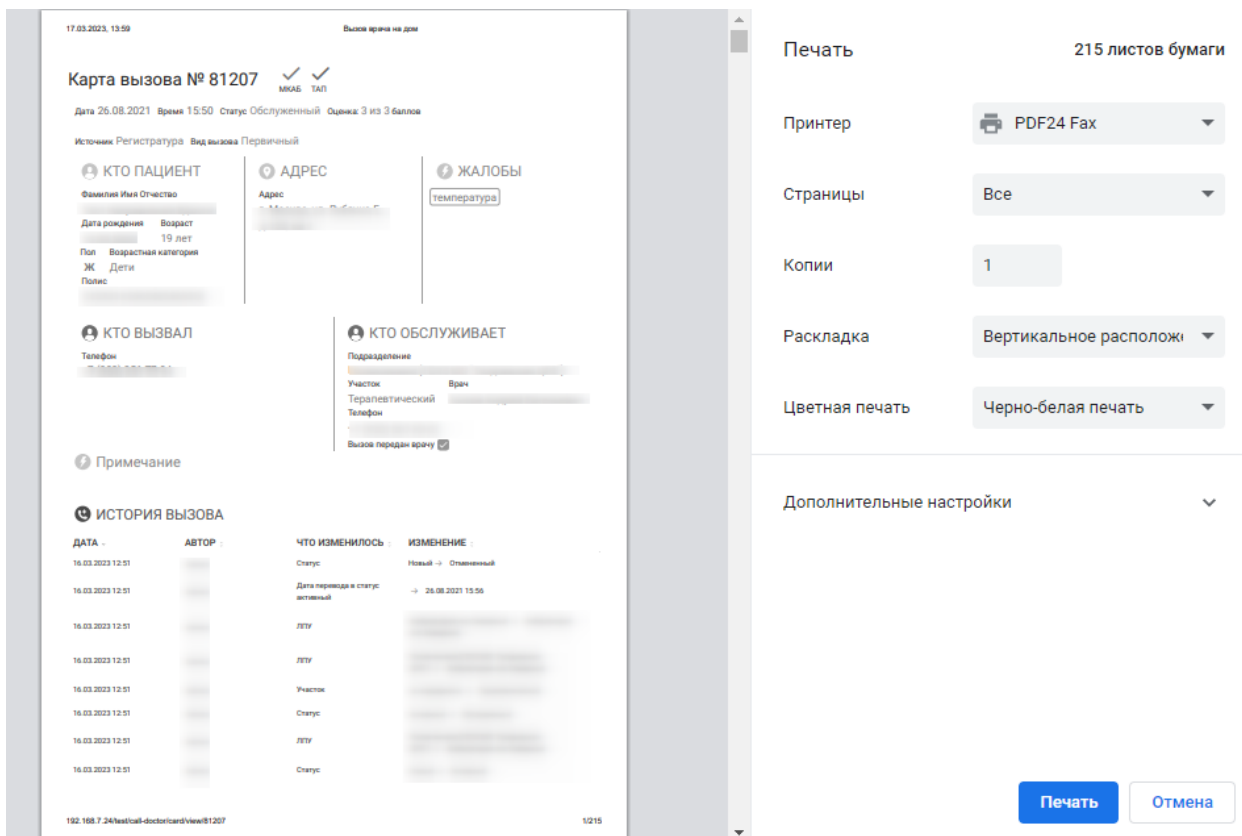 17.03.2023, 13:59 Вызов врача на дом
Карта вызова № 81207 МКАБ ТАП
Дата 26.08.2021 Время 15:50 Статус Обслуженный Оценка: 3 из 3 баллов
Источник Регистратура Вид вызова Первичный
КТО ПАЦИЕНТ
Фамилия Имя Отчество
Дата рождения Возраст
19 лет
Пол Возрастная категория
Ж Дети
Полис
АДРЕС
Адрес
ЖАЛОБЫ
температура
КТО ВЫЗВАЛ
Телефон
КТО ОБСЛУЖИВАЕТ
Подразделение
Участок Врач
Терапевтический
Телефон
Вызов передан врачу
Примечание
ИСТОРИЯ ВЫЗОВА
ДАТА АВТОР ЧТО ИЗМЕНИЛОСЬ ИЗМЕНЕНИЕ
16.03.2023 12:51 Статус Новый → Отмененный
16.03.2023 12:51 Дата перевода в статус активный → 26.08.2021 15:56
16.03.2023 12:51 ЛПУ
16.03.2023 12:51 ЛПУ
16.03.2023 12:51 Участок
16.03.2023 12:51 Статус
16.03.2023 12:51 ЛПУ
16.03.2023 12:51 Статус
192.168.7.24/test/call-doctor/card/view/81207 1/215
Печать 215 листов бумаги
Принтер PDF24 Fax
Страницы Все
Копии 1
Раскладка Вертикальное располож
Цветная печать Черно-белая печать
Дополнительные настройки
Печать Отмена